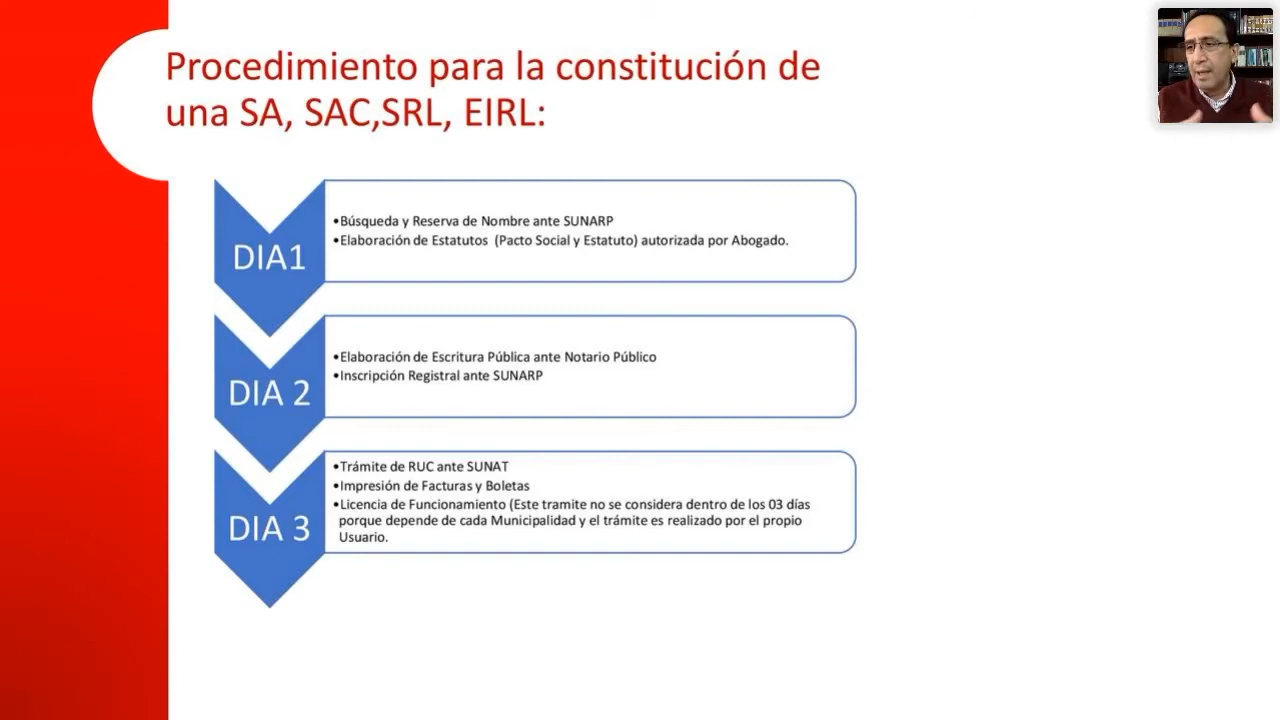 Procedimiento para la constitución de
una SA, SAC,SRL, EIRL:
DIA1
•Búsqueda y Reserva de Nombre ante SUNARP
•Elaboración de Estatutos (Pacto Social y Estatuto) autorizada por Abogado.
DIA 2
•Elaboración de Escritura Pública ante Notario Público
•Inscripción Registral ante SUNARP
DIA 3
•Trámite de RUC ante SUNAT
•Impresión de Facturas y Boletas
•Licencia de Funcionamiento (Este tramite no se considera dentro de los 03 días
porque depende de cada Municipalidad y el trámite es realizado por el propio
Usuario.